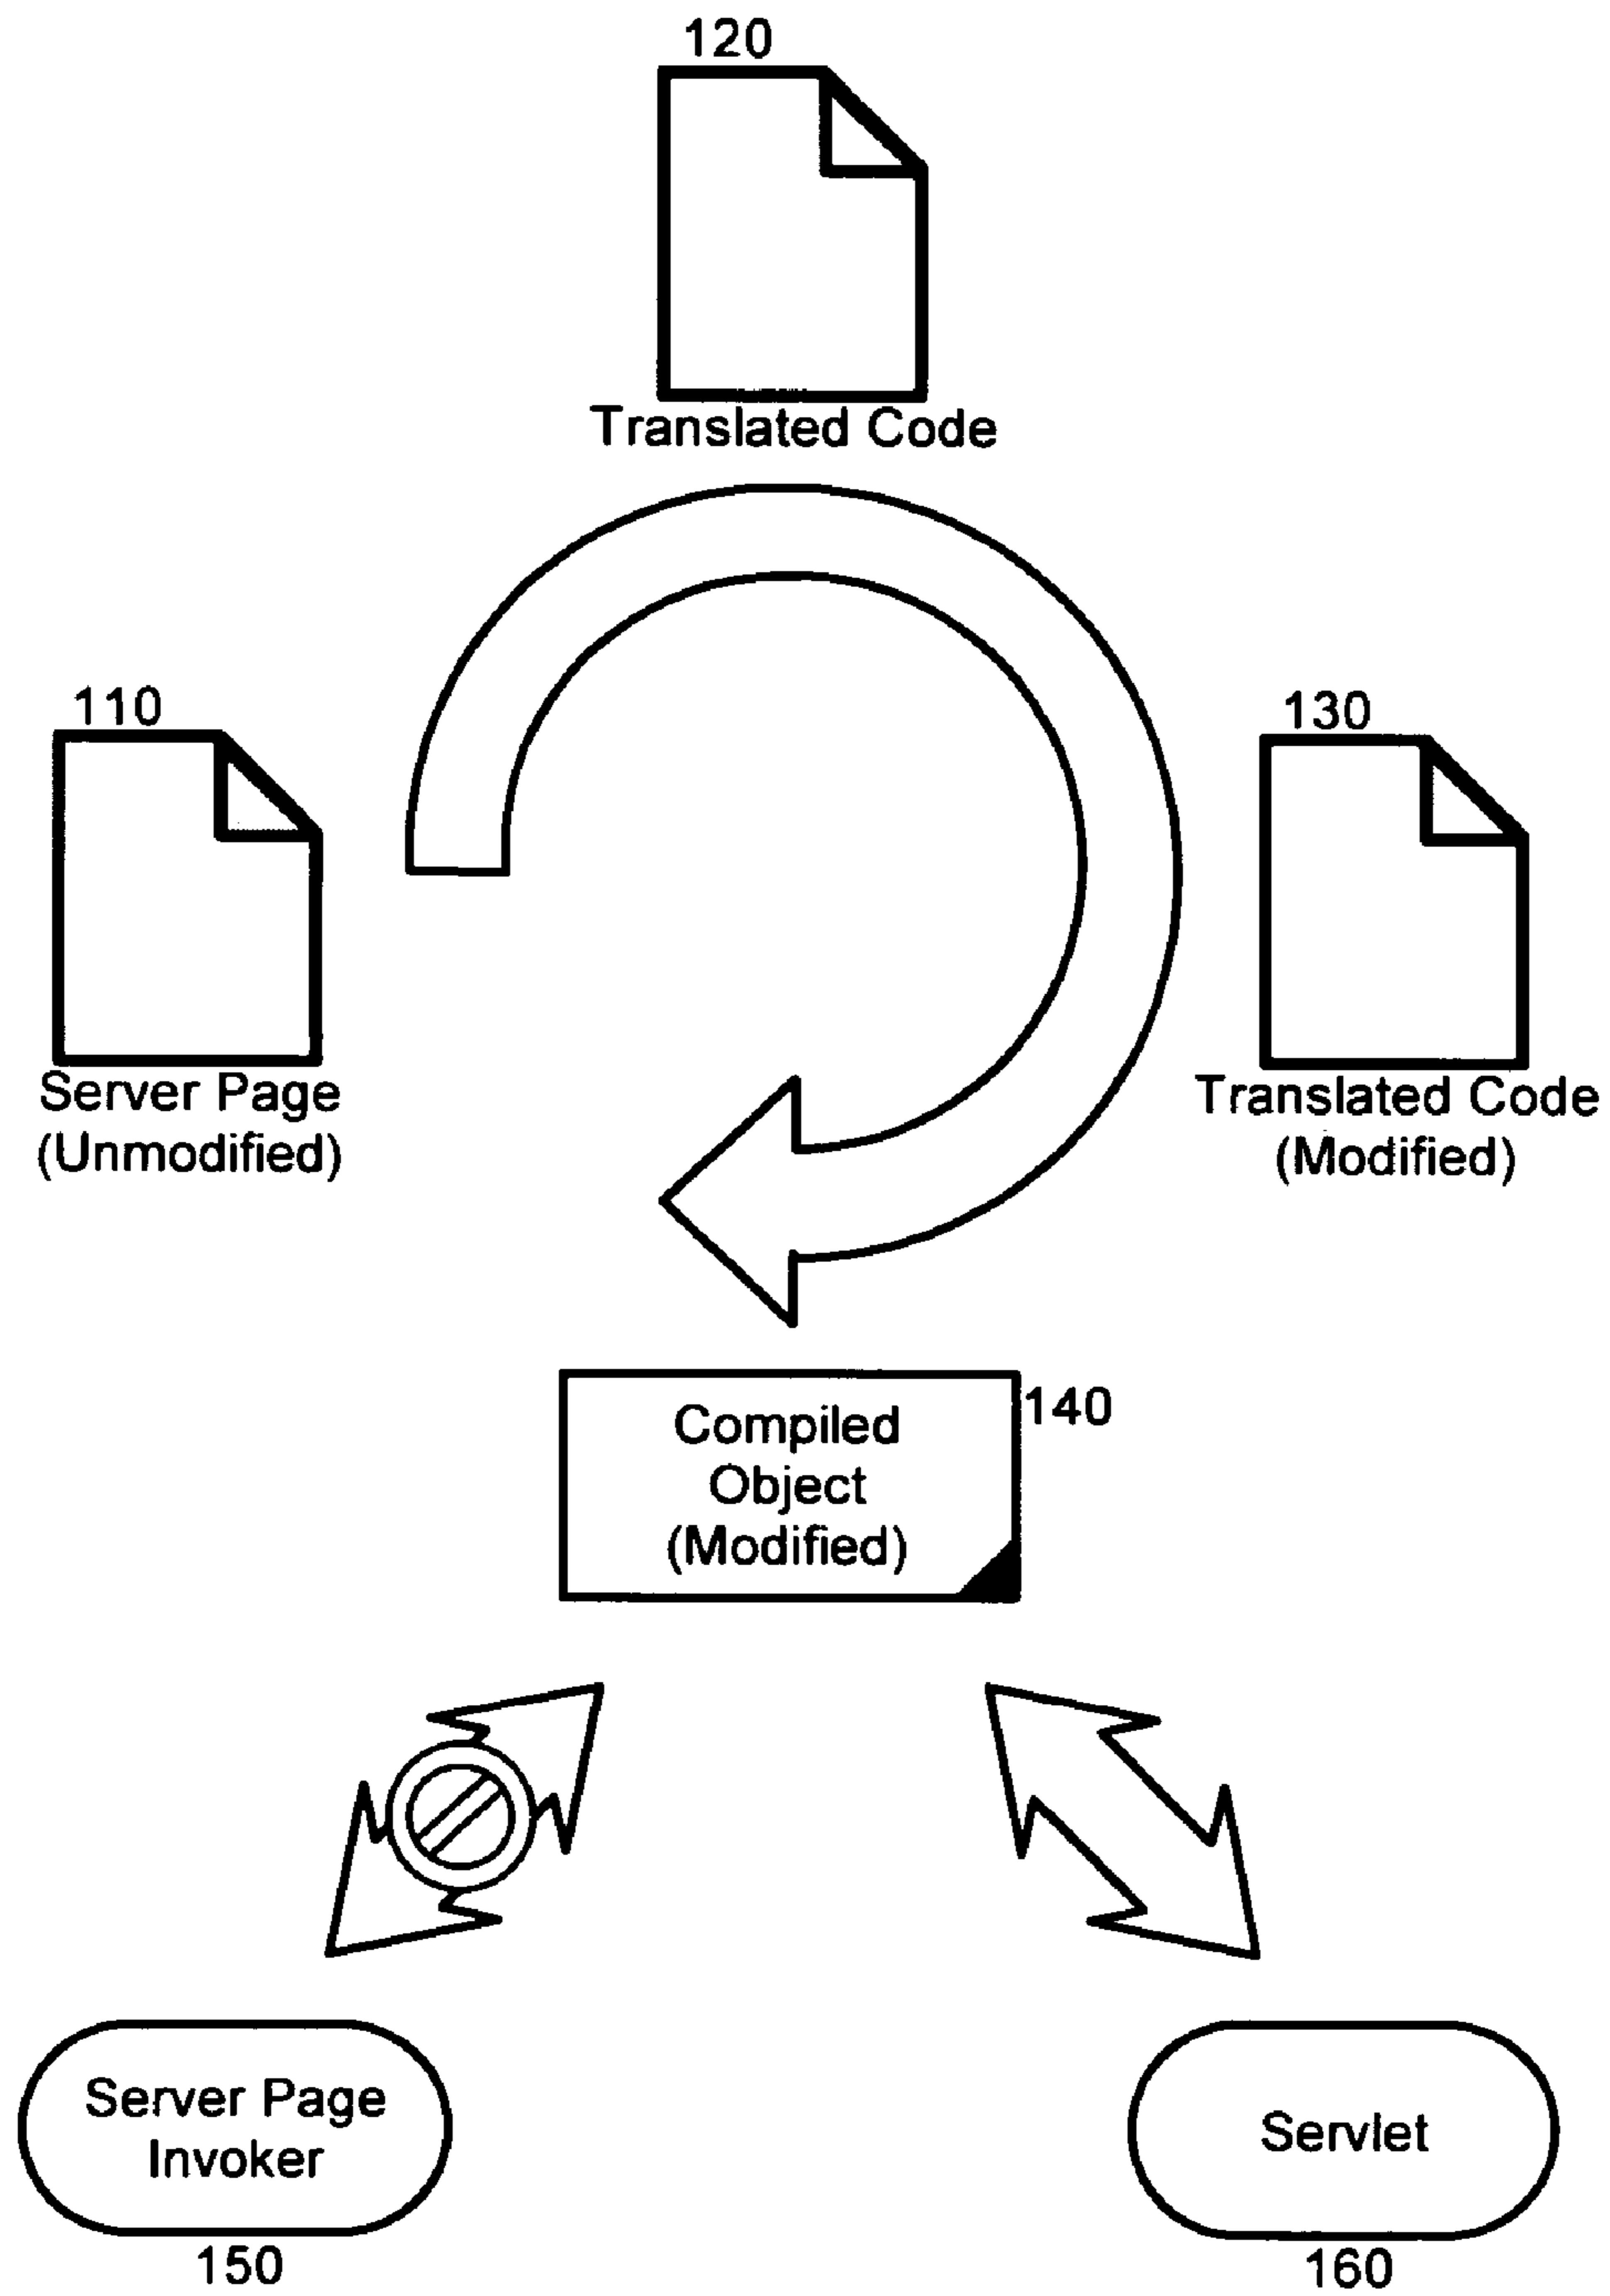 120
Translated Code
110
Server Page
(Unmodified)
130
Translated Code
(Modified)
Compiled
Object
(Modified)
140
Server Page
Invoker
150
Servlet
160